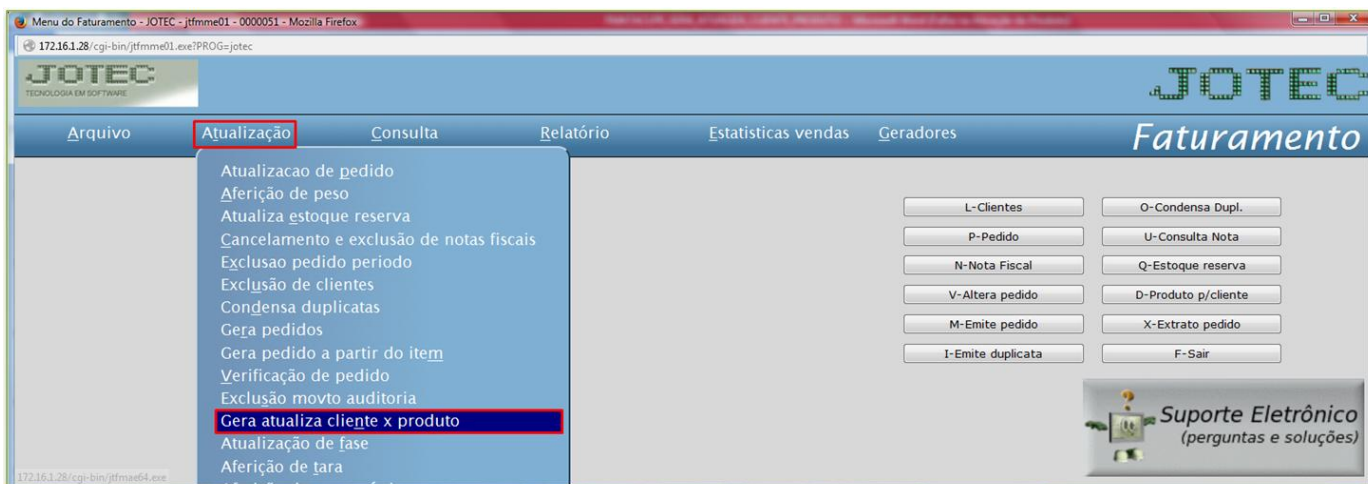 Menu do Faturamento - JOTEC - jtfmme01 - 0000051 - Mozilla Firefox
172.16.1.28/cgi-bin/jtfmme01.exe?PROG=jotec
JOTEC
TECNOLOGIA EM SOFTWARE
JOTEC
Arquivo Atualização Consulta Relatório Estatisticas vendas Geradores Faturamento
Atualizacao de pedido
Aferição de peso
Atualiza estoque reserva
Cancelamento e exclusão de notas fiscais
Exclusao pedido periodo
Exclusão de clientes
Condensa duplicatas
Gera pedidos
Gera pedido a partir do item
Verificação de pedido
Exclusão movto auditoria
Gera atualiza cliente x produto
Atualização de fase
Aferição de tara
L-Clientes O-Condensa Dupl.
P-Pedido U-Consulta Nota
N-Nota Fiscal Q-Estoque reserva
V-Altera pedido D-Produto p/cliente
M-Emite pedido X-Extrato pedido
I-Emite duplicata F-Sair
Suporte Eletrônico
(perguntas e soluções)
172.16.1.28/cgi-bin/jtfmae64.exe